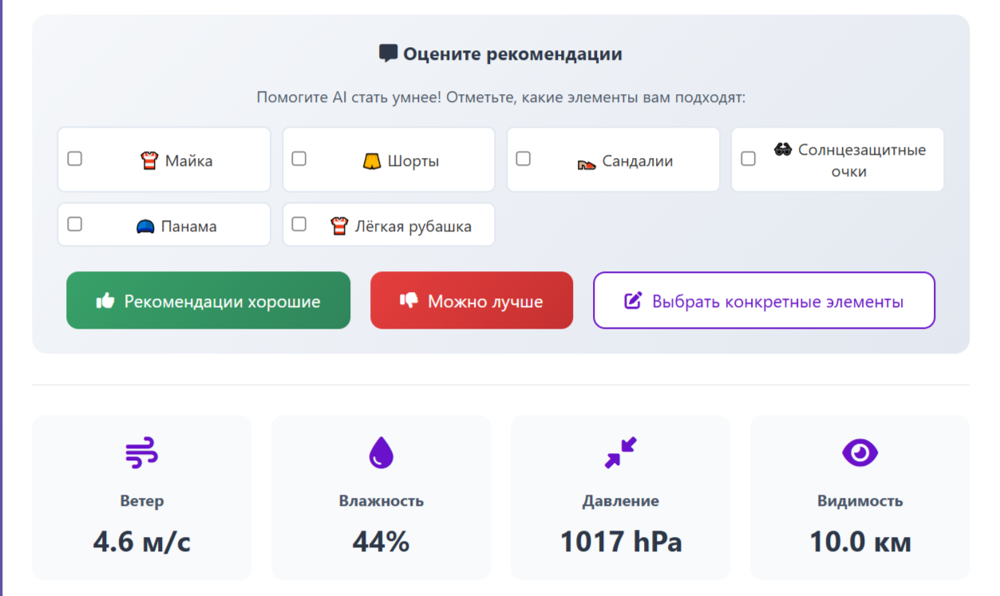 Оцените рекомендации
Помогите AI стать умнее! Отметьте, какие элементы вам подходят:
Майка
Шорты
Сандалии
Солнцезащитные
очки
Панама
Лёгкая рубашка
Рекомендации хорошие
Можно лучше
Выбрать конкретные элементы
Ветер
Влажность
Давление
Видимость
4.6 м/с
44%
1017 hPa
10.0 км